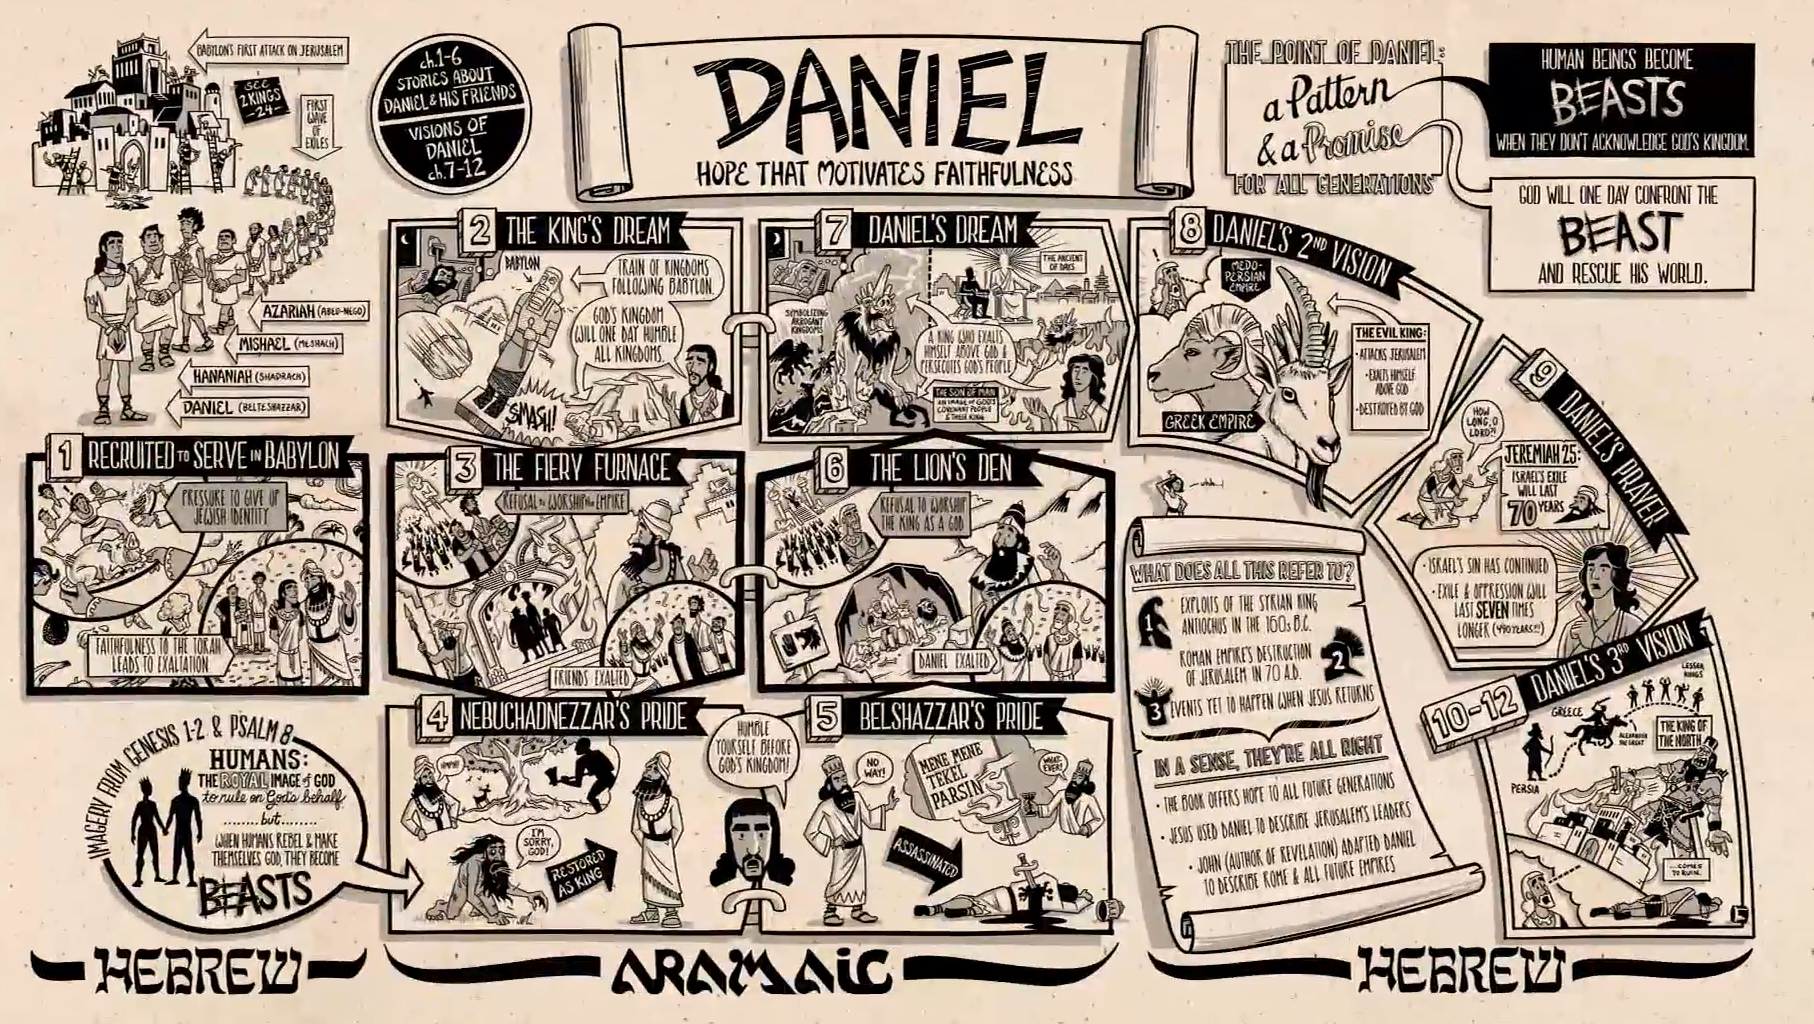 BABYLON'S FIRST ATTACK ON JERUSALEM
SEE
2 KINGS
24
FIRST
WAVE
OF
EXILES
AZARIAH (ABED-NEGO)
MISHAEL (MESHACH)
HANANIAH (SHADRACH)
DANIEL (BELTESHAZZAR)
ch.1-6
STORIES ABOUT
DANIEL & HIS FRIENDS
VISIONS OF
DANIEL
ch.7-12
DANIEL
HOPE THAT MOTIVATES FAITHFULNESS
THE POINT OF DANIEL:
a Pattern
& a Promise
FOR ALL GENERATIONS
HUMAN BEINGS BECOME
BEASTS
WHEN THEY DON'T ACKNOWLEDGE GOD'S KINGDOM.
GOD WILL ONE DAY CONFRONT THE
BEAST
AND RESCUE HIS WORLD.
1 RECRUITED TO SERVE IN BABYLON
PRESSURE TO GIVE UP
JEWISH IDENTITY
FAITHFULNESS TO THE TORAH
LEADS TO EXALTATION
IMAGERY FROM GENESIS 1-2 & PSALM 8
HUMANS:
THE ROYAL IMAGE OF GOD
to rule on God's behalf.
........but........
WHEN HUMANS REBEL & MAKE
THEMSELVES GOD, THEY BECOME
BEASTS
2 THE KING'S DREAM
BABYLON
TRAIN OF KINGDOMS
FOLLOWING BABYLON.
GOD'S KINGDOM
WILL ONE DAY HUMBLE
ALL KINGDOMS.
SMASH!
3 THE FIERY FURNACE
REFUSAL TO WORSHIP THE EMPIRE
FRIENDS EXALTED
4 NEBUCHADNEZZAR'S PRIDE
I'M
SORRY,
GOD!
RESTORED
AS KING
HUMBLE
YOURSELF BEFORE
GOD'S KINGDOM!
5 BELSHAZZAR'S PRIDE
NO
WAY!
MENE MENE
TEKEL
PARSIN
WHAT
EVER!
ASSASSINATED
6 THE LION'S DEN
REFUSAL TO WORSHIP
THE KING AS A GOD
DANIEL EXALTED
7 DANIEL'S DREAM
SYMBOLIZING
ARROGANT
KINGDOMS
THE ANCIENT
OF DAYS
A KING WHO EXALTS
HIMSELF ABOVE GOD &
PERSECUTES GOD'S PEOPLE
THE SON OF MAN
AN IMAGE OF GOD'S
COVENANT PEOPLE
& THEIR KING
8 DANIEL'S 2ND VISION
MEDO-
PERSIAN
EMPIRE
GREEK EMPIRE
THE EVIL KING:
• ATTACKS JERUSALEM
• EXALTS HIMSELF
ABOVE GOD
• DESTROYED BY GOD
9 DANIEL'S PRAYER
HOW
LONG, O
LORD?!
JEREMIAH 25:
ISRAEL'S EXILE
WILL LAST
70 YEARS
• ISRAEL'S SIN HAS CONTINUED
• EXILE & OPPRESSION WILL
LAST SEVEN TIMES
LONGER (490 YEARS!!)
10-12 DANIEL'S 3RD VISION
LESSER
KINGS
GREECE
ALEXANDER
THE GREAT
PERSIA
THE KING OF
THE NORTH
...COMES
TO RUIN.
WHAT DOES ALL THIS REFER TO?
1 EXPLOITS OF THE SYRIAN KING
ANTIOCHUS IN THE 160s B.C.
ROMAN EMPIRE'S DESTRUCTION
OF JERUSALEM IN 70 A.D. 2
3 EVENTS YET TO HAPPEN WHEN JESUS RETURNS
IN A SENSE, THEY'RE ALL RIGHT
• THE BOOK OFFERS HOPE TO ALL FUTURE GENERATIONS
• JESUS USED DANIEL TO DESCRIBE JERUSALEM'S LEADERS
• JOHN (AUTHOR OF REVELATION) ADAPTED DANIEL
TO DESCRIBE ROME & ALL FUTURE EMPIRES
HEBREW
ARAMAIC
HEBREW